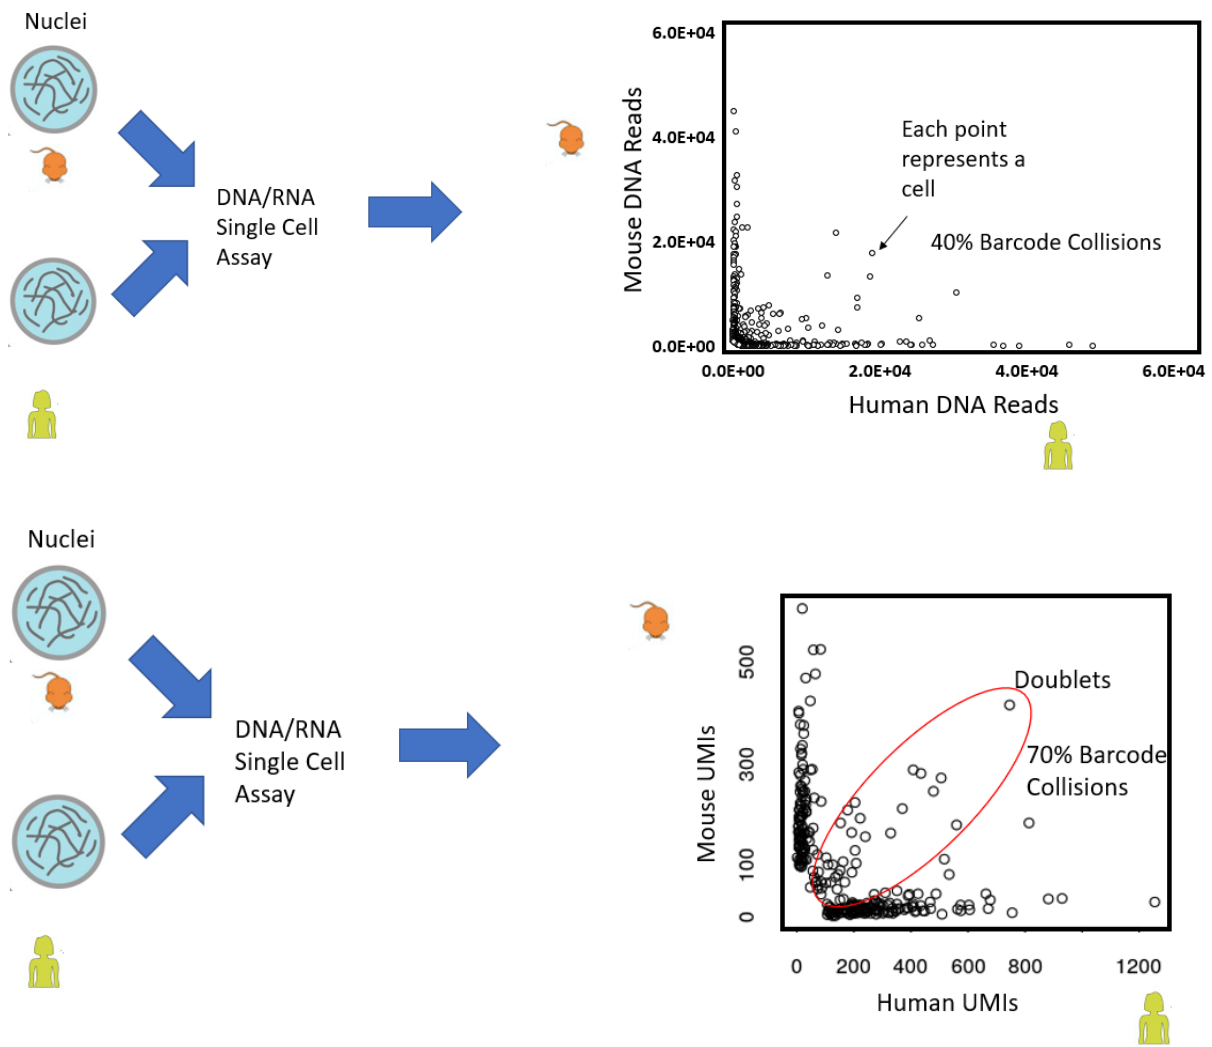 Nuclei
DNA/RNA
Single Cell
Assay
Mouse DNA Reads
6.0E+04
4.0E+04
2.0E+04
0.0E+00
Each point
represents a
cell
40% Barcode Collisions
0.0E+00 2.0E+04 4.0E+04 6.0E+04
Human DNA Reads
Nuclei
DNA/RNA
Single Cell
Assay
Mouse UMIs
500
300
100
0
Doublets
70% Barcode
Collisions
0 200 400 600 800 1200
Human UMIs